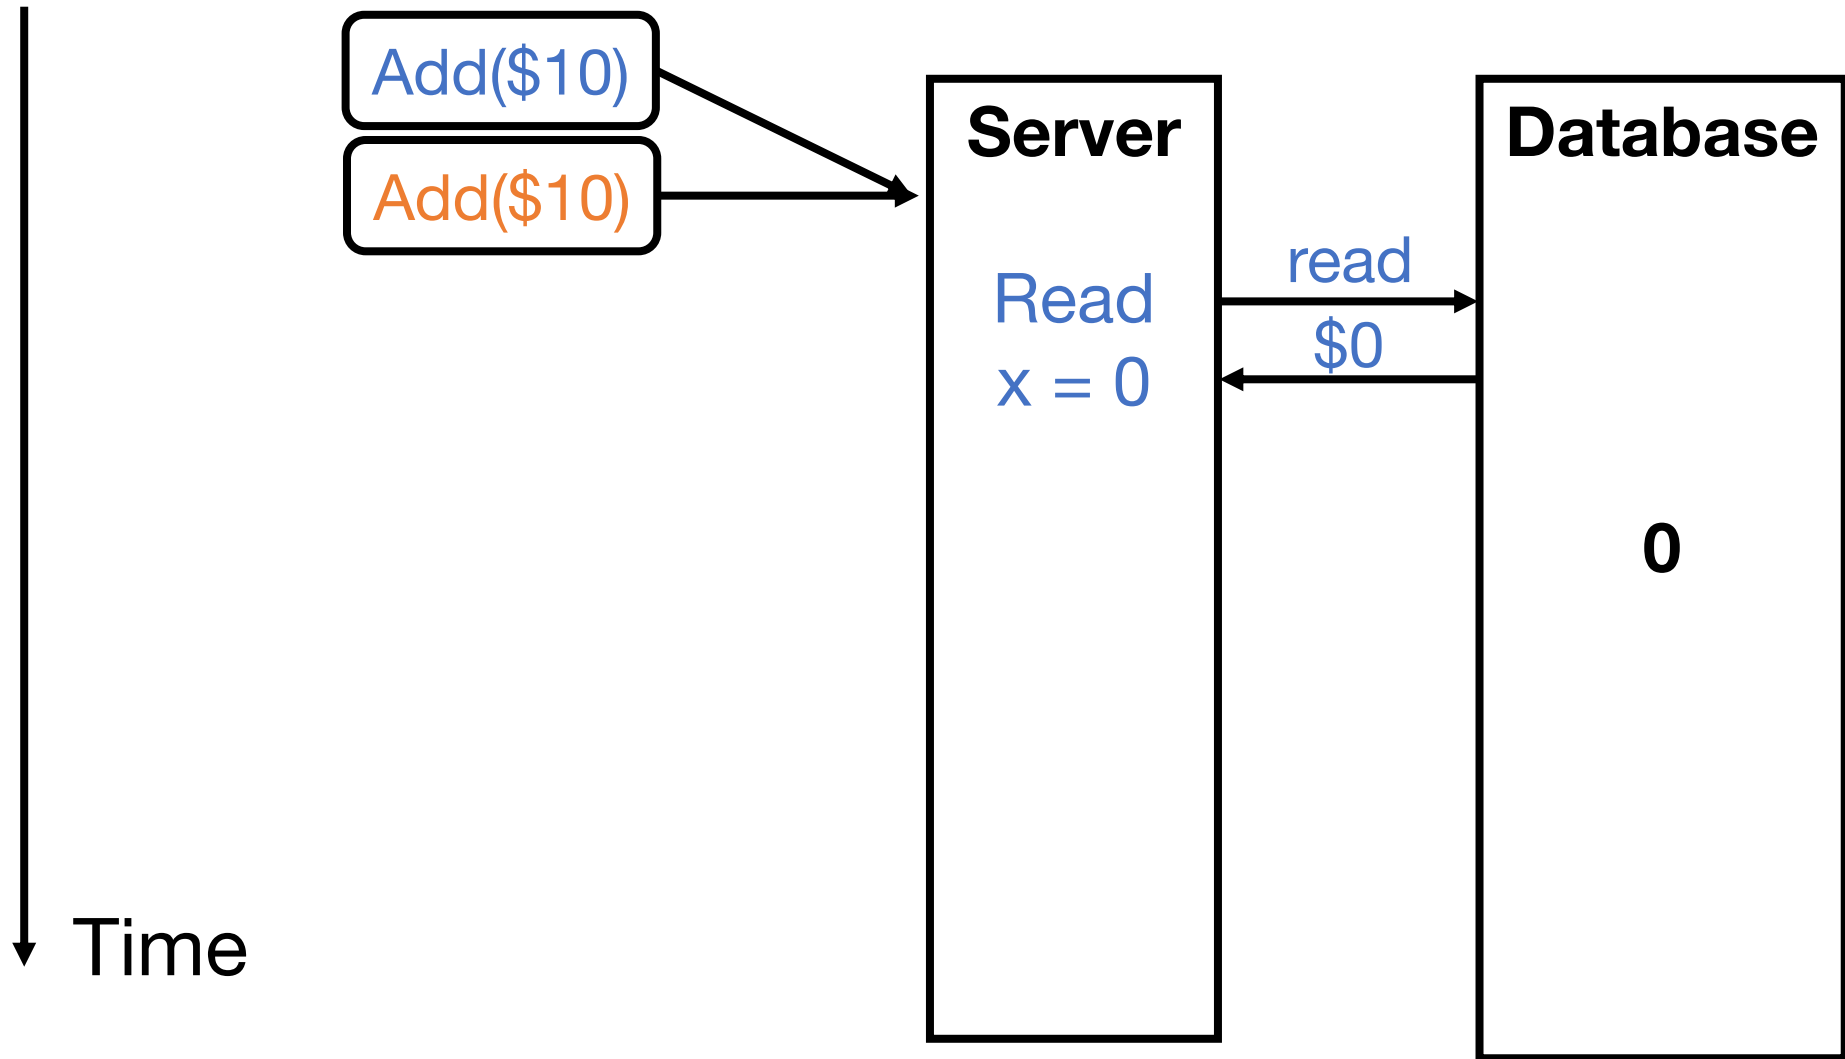 Add($10)
Add($10)
Server
Database
Read
x = 0
read
$0
0
Time